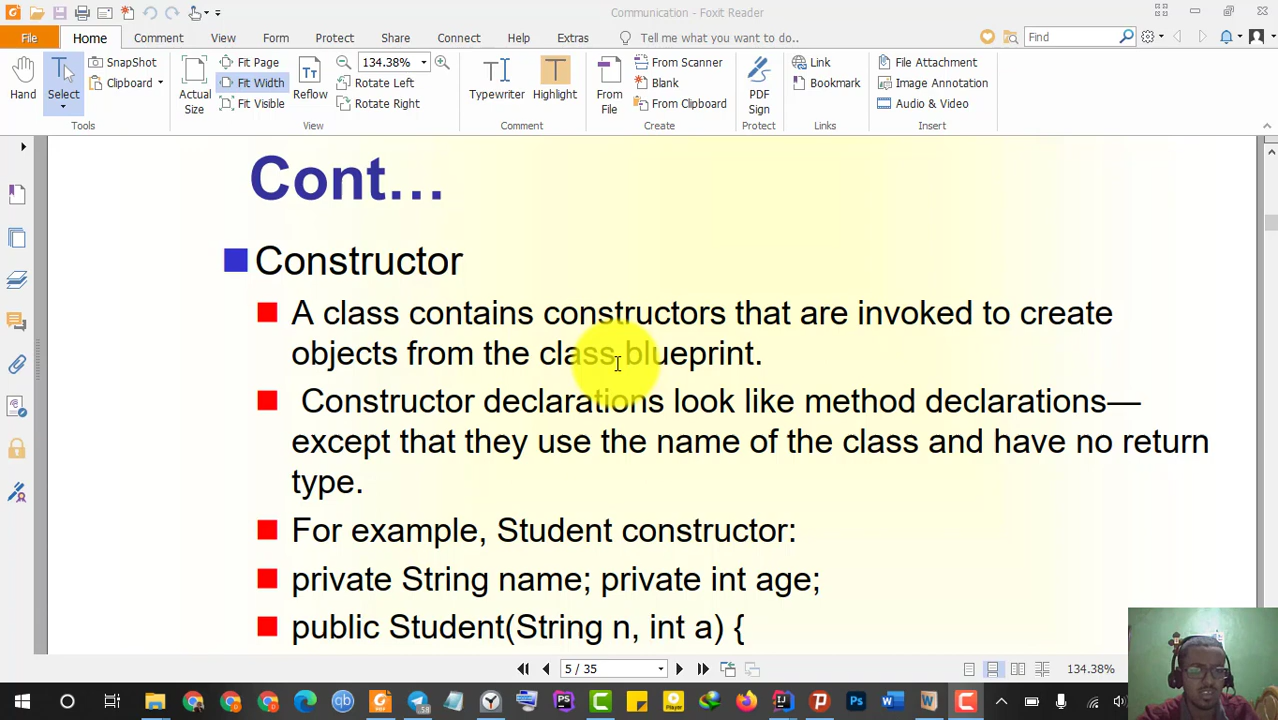 Communication - Foxit Reader
File
Home
Comment
View
Form
Protect
Share
Connect
Help
Extras
Tell me what you want to do..
Find
Hand
Select
SnapShot
Clipboard
Tools
Actual
Size
Fit Page
Fit Width
Fit Visible
Reflow
134.38%
Rotate Left
Rotate Right
View
Typewriter
Highlight
Comment
From
File
From Scanner
Blank
From Clipboard
Create
PDF
Sign
Protect
Link
Bookmark
Links
File Attachment
Image Annotation
Audio & Video
Insert
Cont…
Constructor
A class contains constructors that are invoked to create
objects from the class blueprint.
Constructor declarations look like method declarations—
except that they use the name of the class and have no return
type.
For example, Student constructor:
private String name; private int age;
public Student(String n, int a) {
5 / 35
134.38%